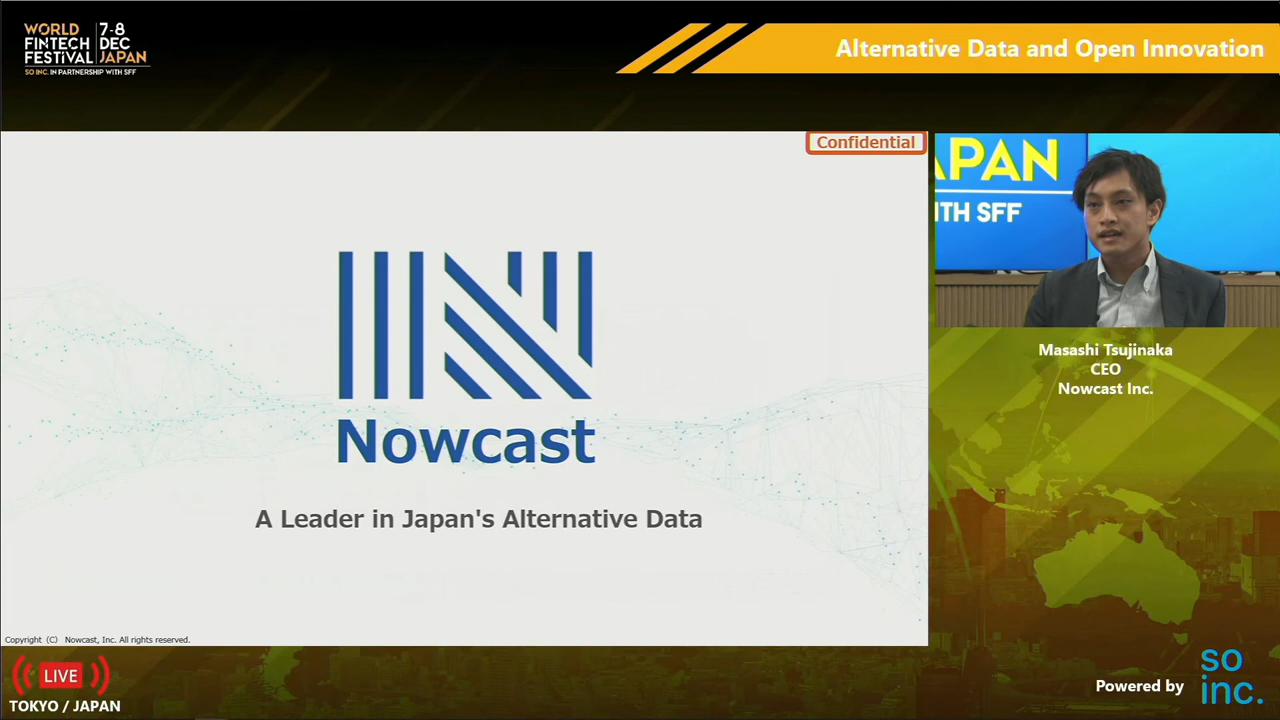 WORLD
FINTECH
FESTIVAL
7-8
DEC
JAPAN
SO INC. IN PARTNERSHIP WITH SFF
Alternative Data and Open Innovation
Confidential
Nowcast
A Leader in Japan's Alternative Data
Copyright (C) Nowcast, Inc. All rights reserved.
APAN
ITH SFF
Masashi Tsujinaka
CEO
Nowcast Inc.
LIVE
TOKYO / JAPAN
Powered by
so
inc.